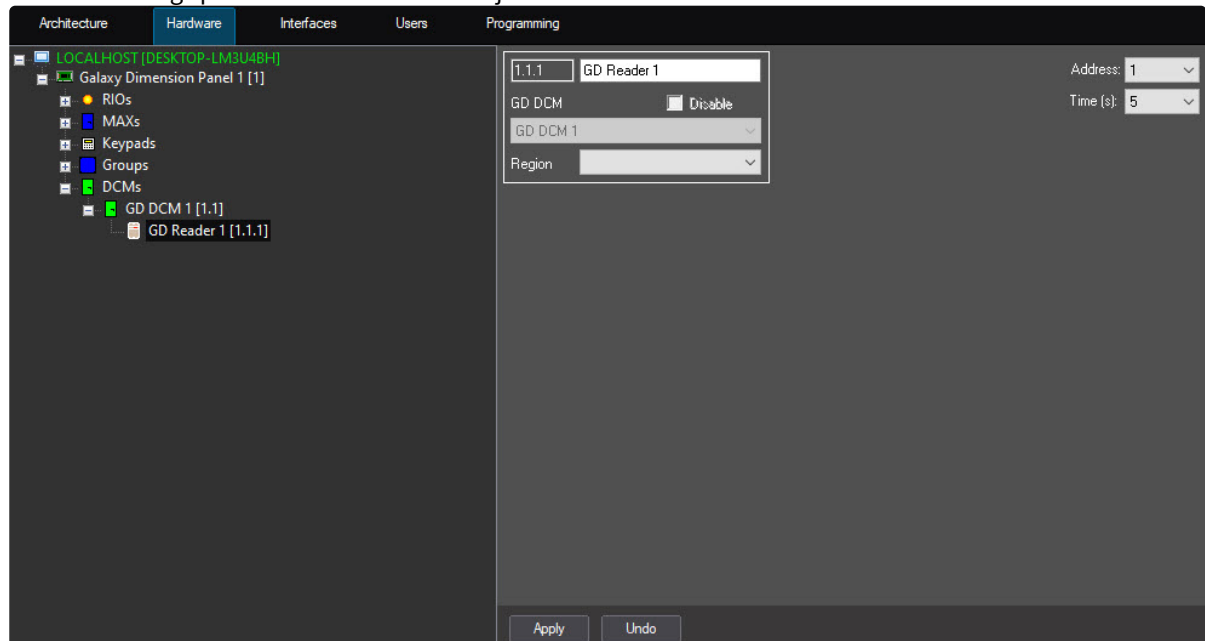 Architecture Hardware Interfaces Users Programming
LOCALHOST [DESKTOP-LM3U4BH]
Galaxy Dimension Panel 1 [1]
RIOs
MAXs
Keypads
Groups
DCMs
GD DCM 1 [1.1]
GD Reader 1 [1.1.1]
1.1.1 GD Reader 1
GD DCM Disable
GD DCM 1
Region
Address: 1
Time (s): 5
Apply Undo